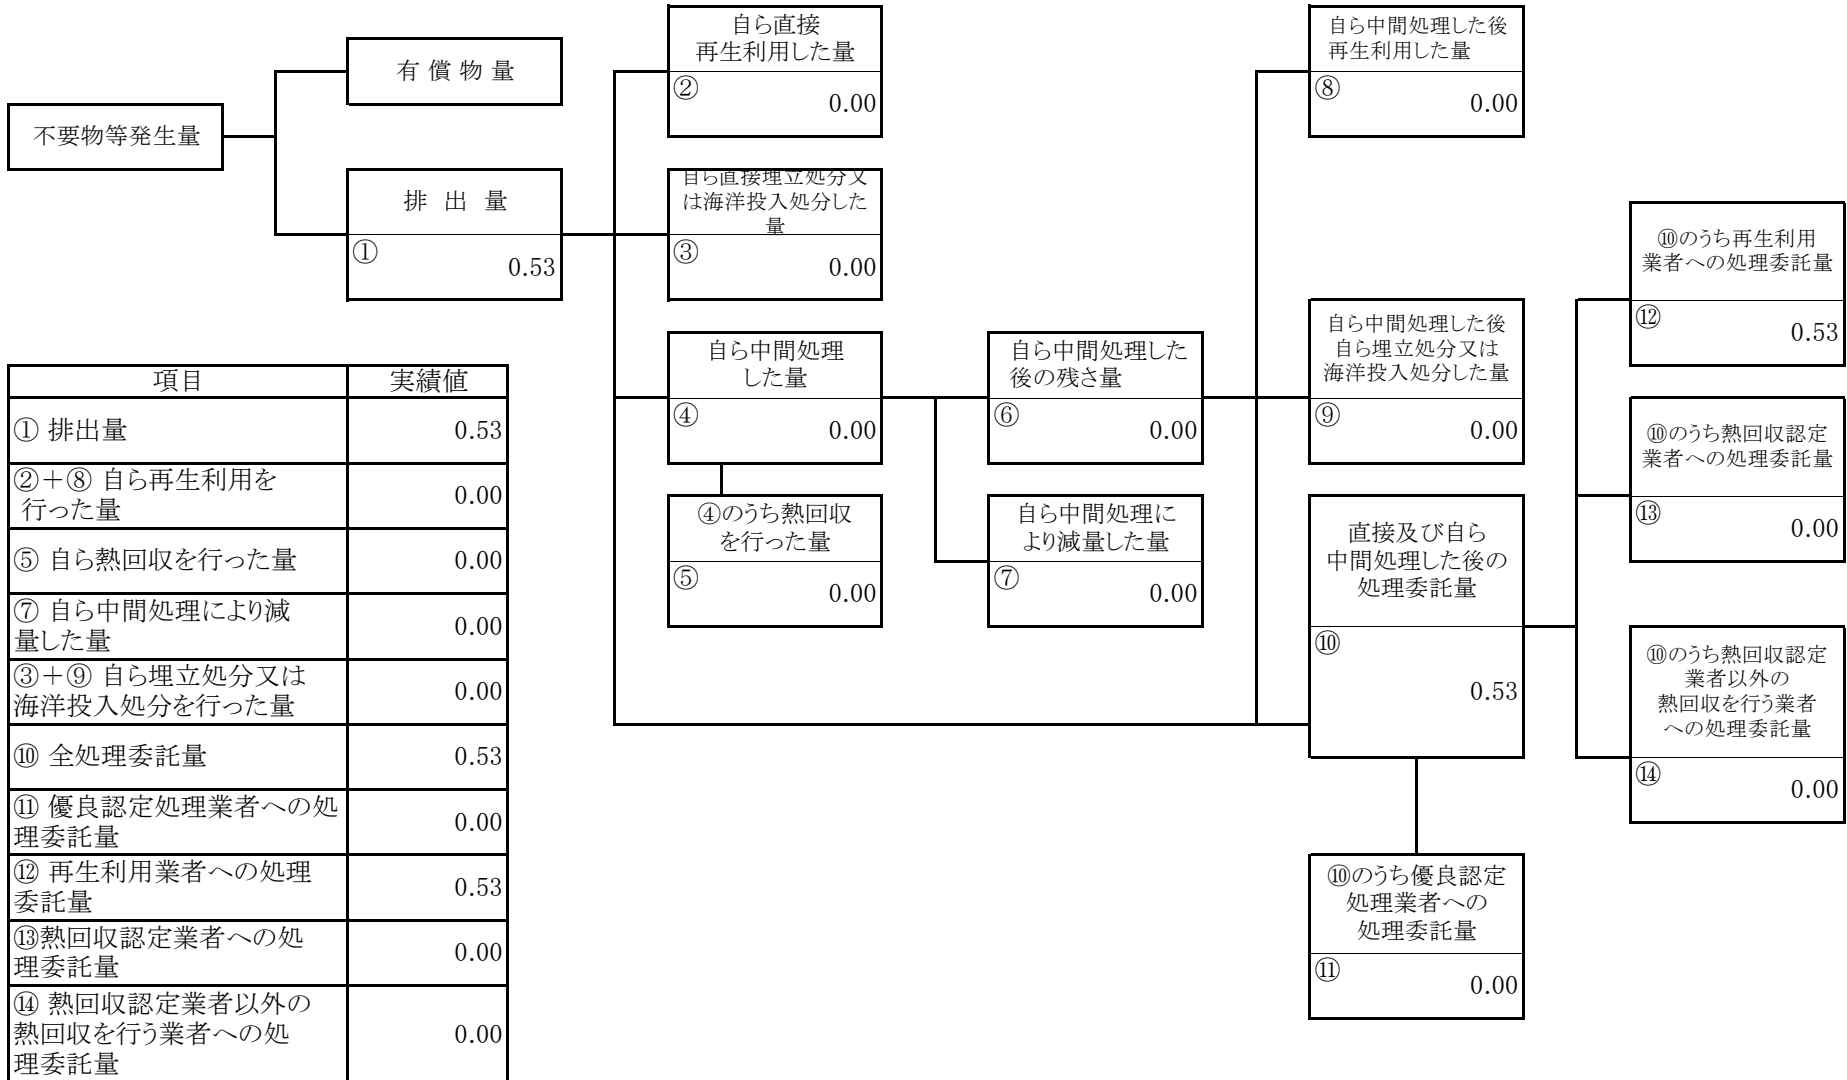 不要物等発生量
有 償 物 量
排 出 量
①
0.53
自ら直接
再生利用した量
②
0.00
自ら直接埋立処分又
は海洋投入処分した
量
③
0.00
自ら中間処理
した量
④
0.00
④のうち熱回収
を行った量
⑤
0.00
自ら中間処理した
後の残さ量
⑥
0.00
自ら中間処理に
より減量した量
⑦
0.00
自ら中間処理した後
再生利用した量
⑧
0.00
自ら中間処理した後
自ら埋立処分又は
海洋投入処分した量
⑨
0.00
直接及び自ら
中間処理した後の
処理委託量
⑩
0.53
⑩のうち優良認定
処理業者への
処理委託量
⑪
0.00
⑩のうち再生利用
業者への処理委託量
⑫
0.53
⑩のうち熱回収認定
業者への処理委託量
⑬
0.00
⑩のうち熱回収認定
業者以外の
熱回収を行う業者
への処理委託量
⑭
0.00
項目 実績値
① 排出量 0.53
②＋⑧ 自ら再生利用を
行った量 0.00
⑤ 自ら熱回収を行った量 0.00
⑦ 自ら中間処理により減
量した量 0.00
③＋⑨ 自ら埋立処分又は
海洋投入処分を行った量 0.00
⑩ 全処理委託量 0.53
⑪ 優良認定処理業者への処
理委託量 0.00
⑫ 再生利用業者への処理
委託量 0.53
⑬熱回収認定業者への処
理委託量 0.00
⑭ 熱回収認定業者以外の
熱回収を行う業者への処
理委託量 0.00